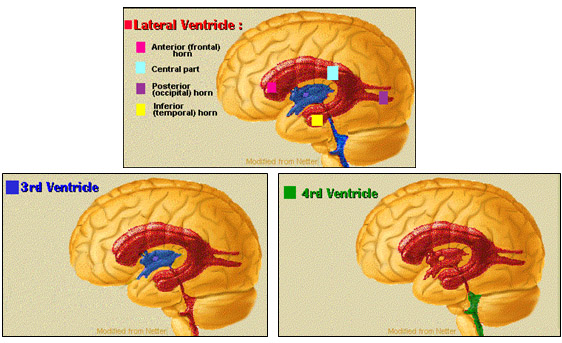 Lateral Ventricle :
Anterior (frontal)
horn
Central part
Posterior
(occipital) horn
Inferior
(temporal) horn
Modified from Netter.
3rd Ventricle
Modified from Netter.
4rd Ventricle
Modified from Netter.